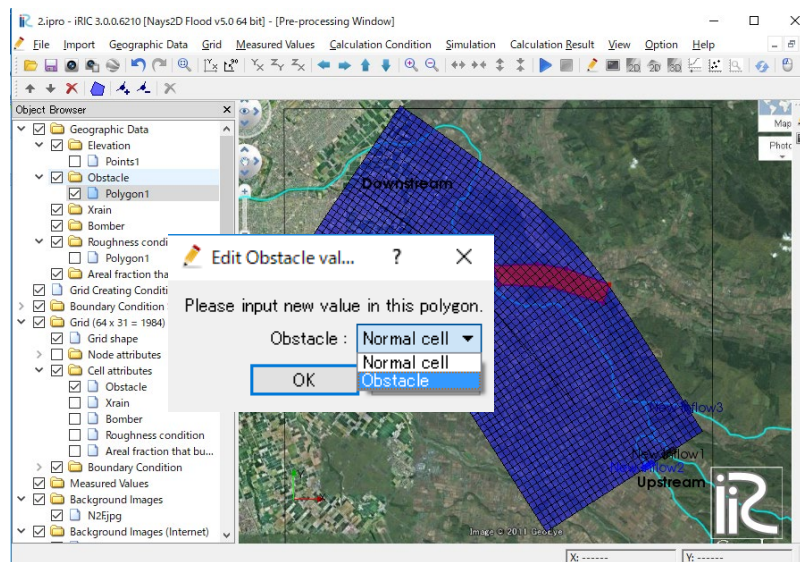 2.ipro - iRIC 3.0.0.6210 [Nays2D Flood v5.0 64 bit] - [Pre-processing Window]
File Import Geographic Data Grid Measured Values Calculation Condition Simulation Calculation Result View Option Help
Object Browser
Geographic Data
Elevation
Points1
Obstacle
Polygon1
Xrain
Bomber
Roughness condi
Polygon1
Areal fraction tha
Grid Creating Conditi
Boundary Condition
Grid (64 x 31 = 1984)
Grid shape
Node attributes
Cell attributes
Obstacle
Xrain
Bomber
Roughness condition
Areal fraction that bu...
Boundary Condition
Measured Values
Background Images
N2F.jpg
Background Images (Internet)
Map
Photo
Downstream
Edit Obstacle val... ? ×
Please input new value in this polygon.
Obstacle : Normal cell
Normal cell
Obstacle
OK
New Inflow3
New Inflow1
New Inflow2
Upstream
Image © 2011 GeoEye
iRIC
X: ------ Y: ------